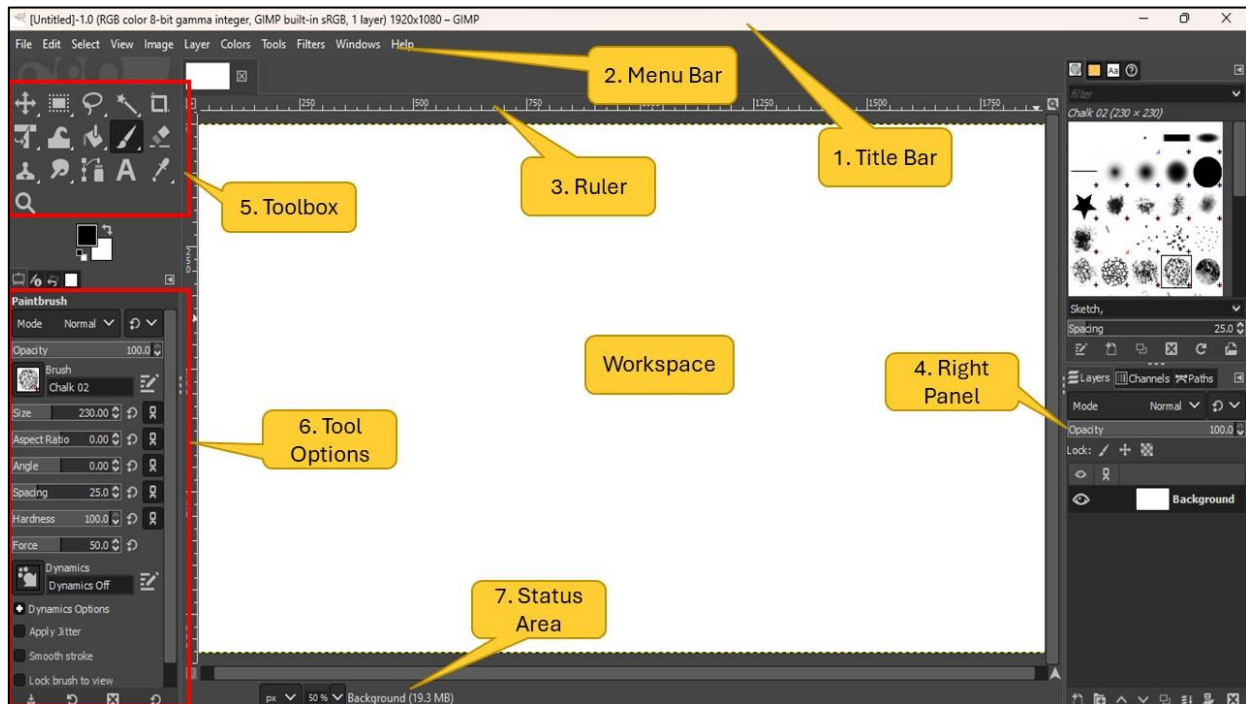 [Untitled]-1.0 (RGB color 8-bit gamma integer, GIMP built-in sRGB, 1 layer) 1920x1080 – GIMP
File Edit Select View Image Layer Colors Tools Filters Windows Help
2. Menu Bar
1. Title Bar
3. Ruler
5. Toolbox
250
500
750
1250
1500
1750
250
filter
Chalk 02 (230 × 230)
Sketch,
Spacing 25.0
Paintbrush
Mode Normal
Opacity 100.0
Brush
Chalk 02
Size 230.00
Aspect Ratio 0.00
Angle 0.00
Spacing 25.0
Hardness 100.0
Force 50.0
Dynamics
Dynamics Off
Dynamics Options
Apply Jitter
Smooth stroke
Lock brush to view
6. Tool
Options
Workspace
4. Right
Panel
Layers Channels Paths
Mode Normal
Opacity 100.0
Lock:
Background
7. Status
Area
px 50 % Background (19.3 MB)